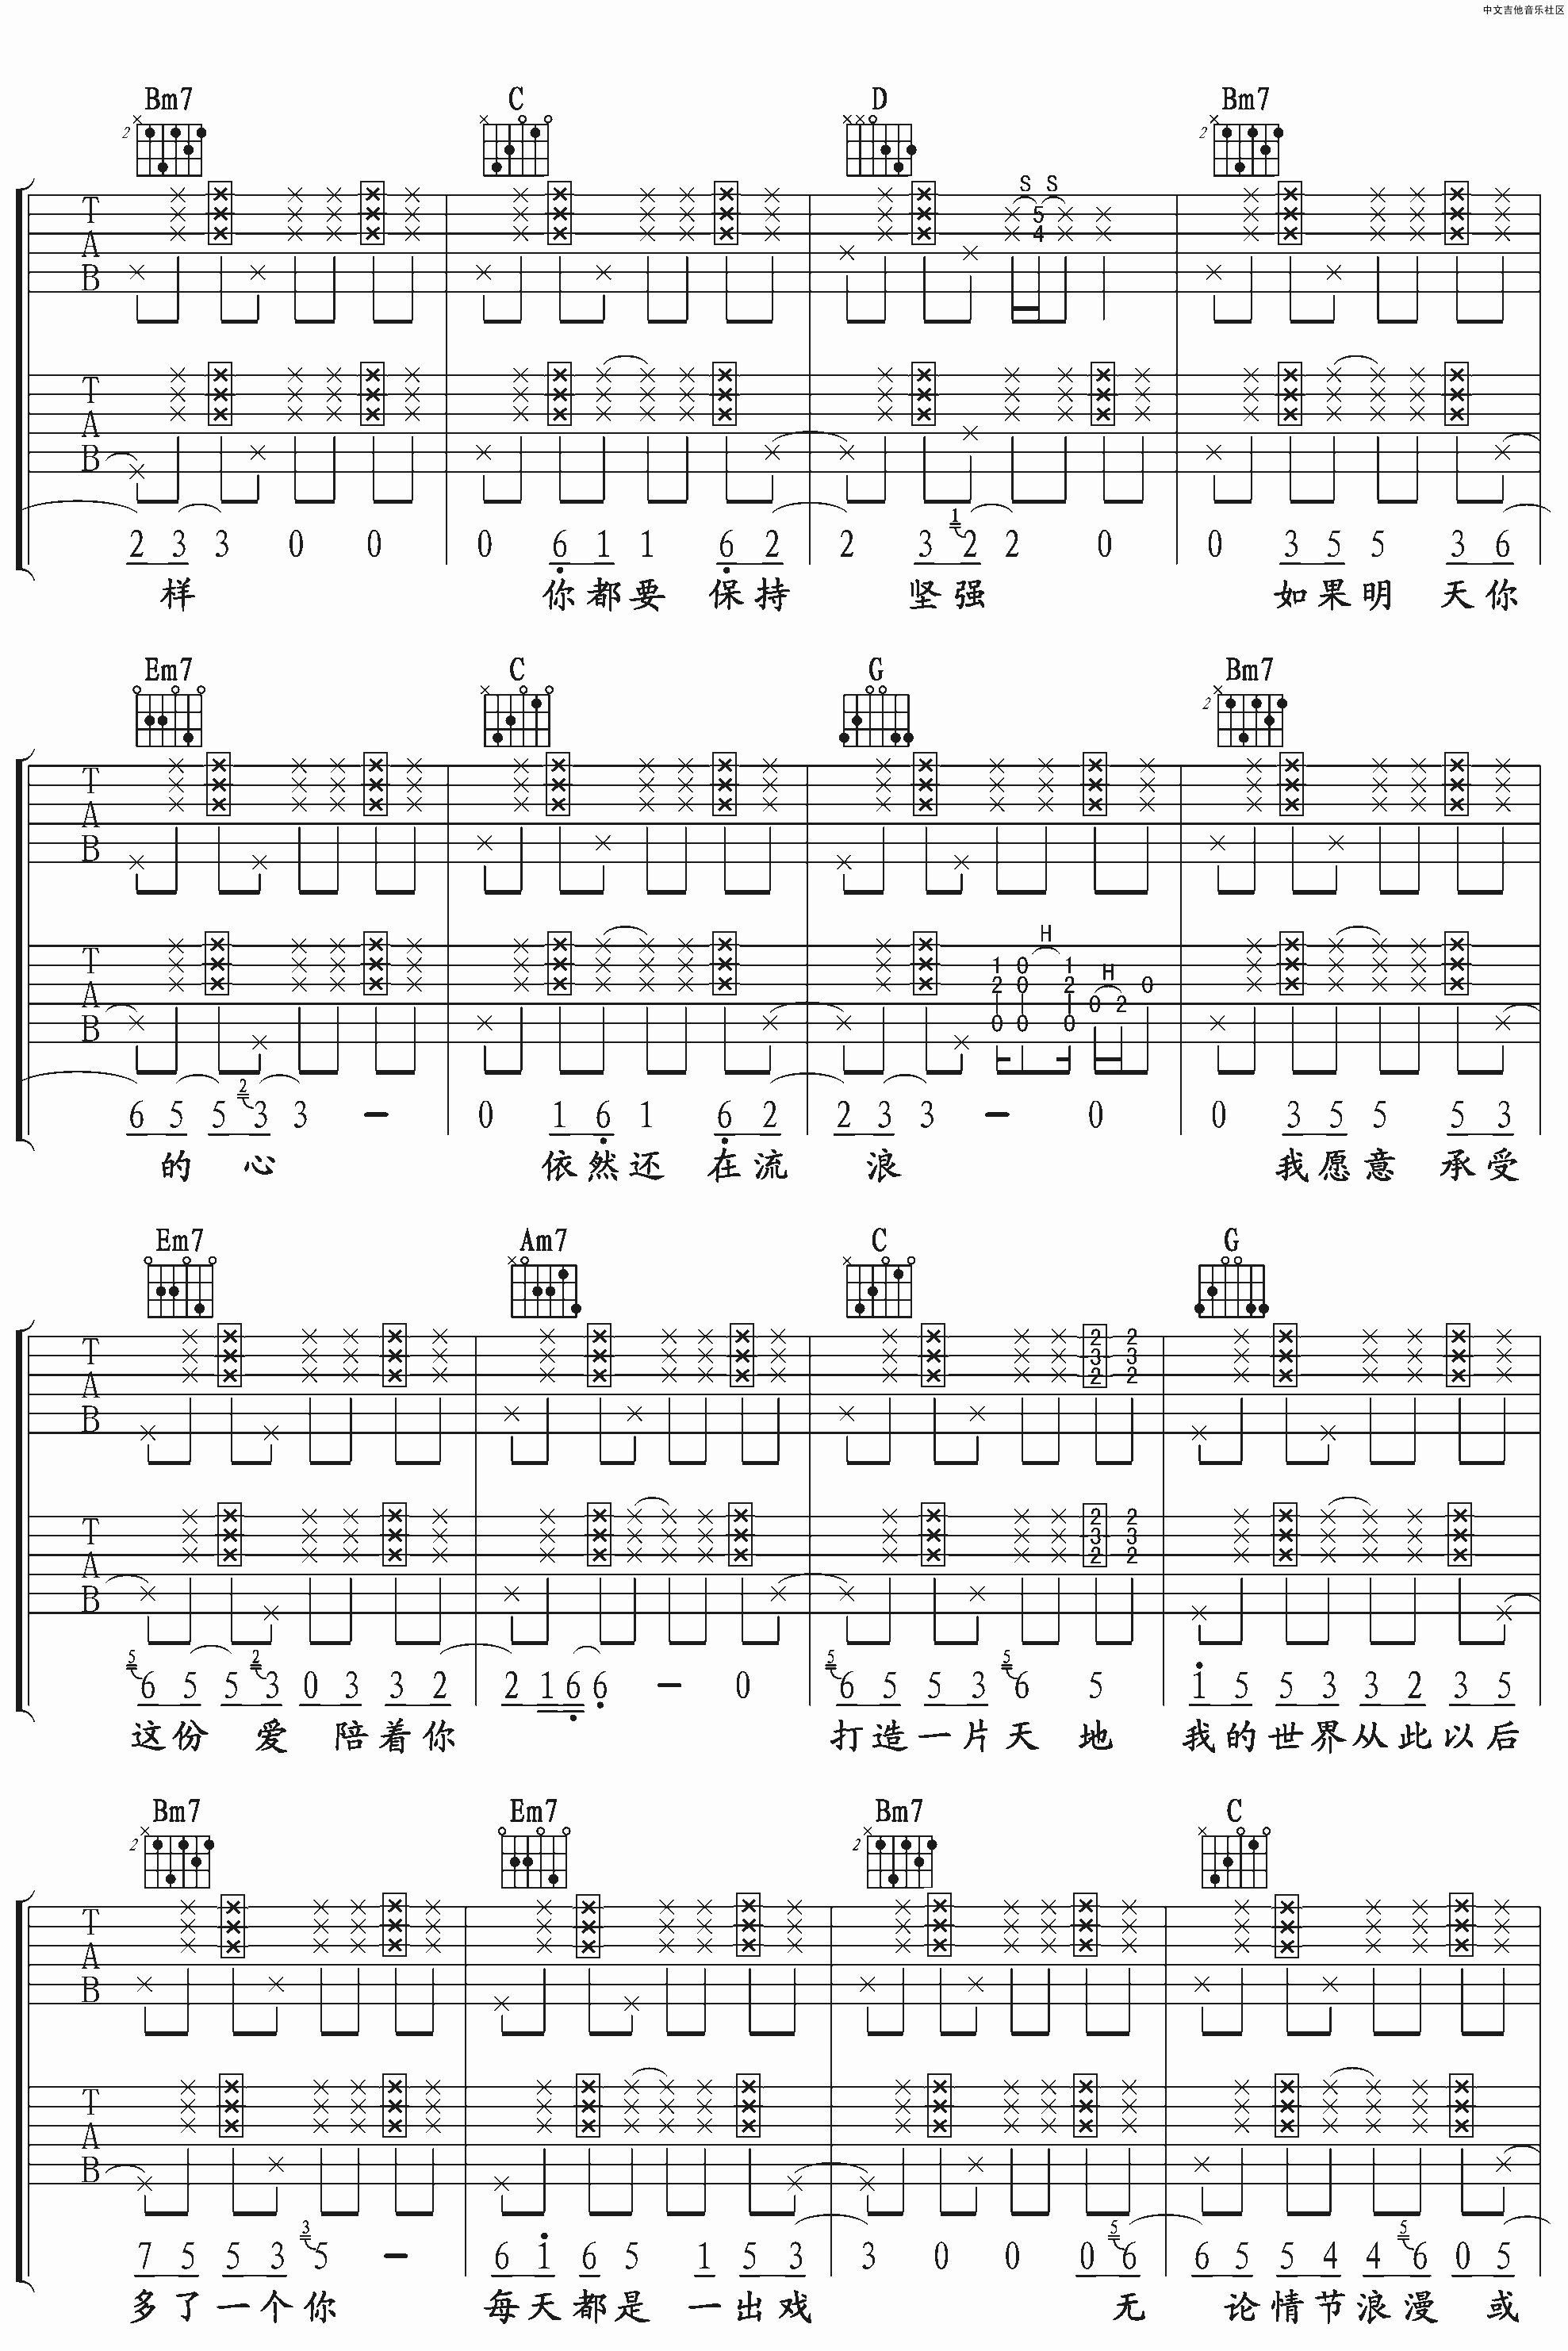 中文吉他音乐社区
Bm7 C D Bm7
2 2
S S
T 5
A 4
B
T
A
B
1
2 3 3 0 0 0 6 1 1 6 2 2 3 2 2 0 0 3 5 5 3 6
样 你都要 保持 坚强 如果明 天你
Em7 C G Bm7
2
T
A
B
H
T 1 0 1 H
A 2 0 2 0 2 0
B 0 0 0
2
6 5 5 3 3 - 0 1 6 1 6 2 2 3 3 - 0 0 3 5 5 5 3
的 心 依然还 在流 浪 我愿意 承受
Em7 Am7 C G
T 2 2
3 3
A 2 2
B
T 2 2
3 3
A 2 2
B
5 2 5 5
6 5 5 3 0 3 3 2 2 1 6 6 - 0 6 5 5 3 6 5 1 5 5 3 3 2 3 5
这份 爱 陪着你 打造一片天 地 我的世界从此以后
Bm7 Em7 Bm7 C
2 2
T
A
B
T
A
B
3 5 5
7 5 5 3 5 - 6 1 6 5 1 5 3 3 0 0 0 6 6 5 5 4 4 6 0 5
多了一个你 每天都是 一出戏 无 论情节浪漫 或